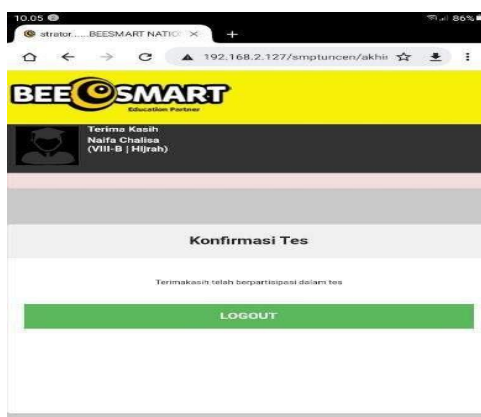 10.05
86%
strator......BEESMART NATIO
192.168.2.127/smptuncen/akhir
BEESMART
Education Partner
Terima Kasih
Naifa Chalisa
(VIII-B | Hijrah)
Konfirmasi Tes
Terimakasih telah berpartisipasi dalam tes
LOGOUT